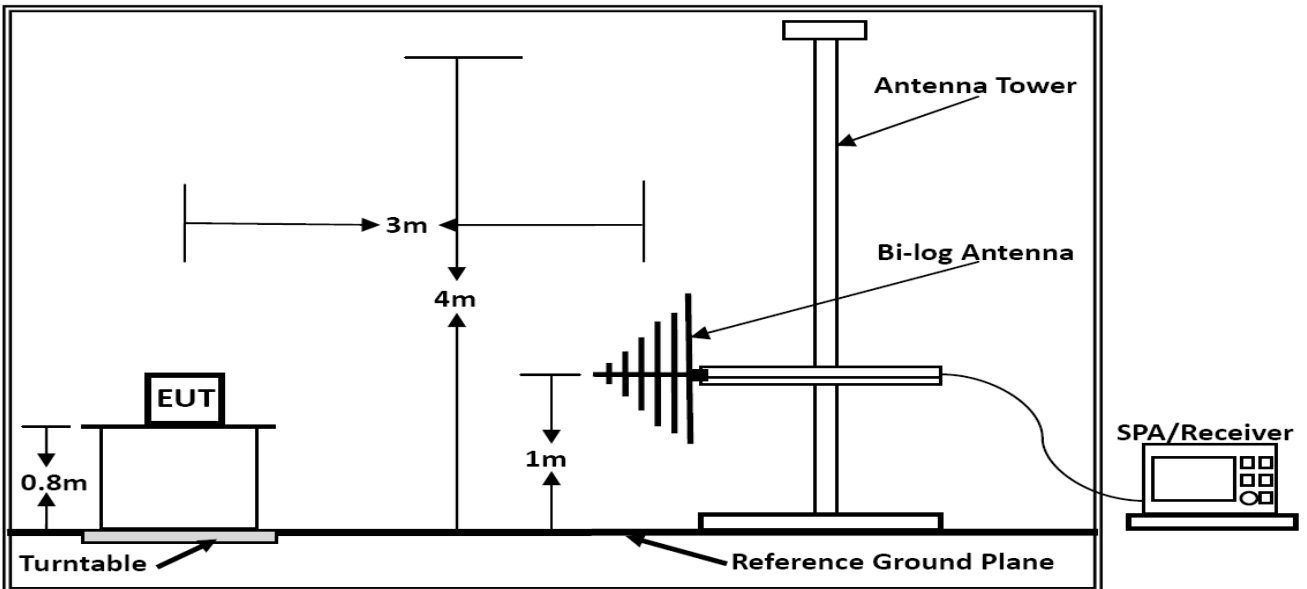 Antenna Tower
3m
Bi-log Antenna
4m
EUT
SPA/Receiver
1m
0.8m
Turntable
Reference Ground Plane